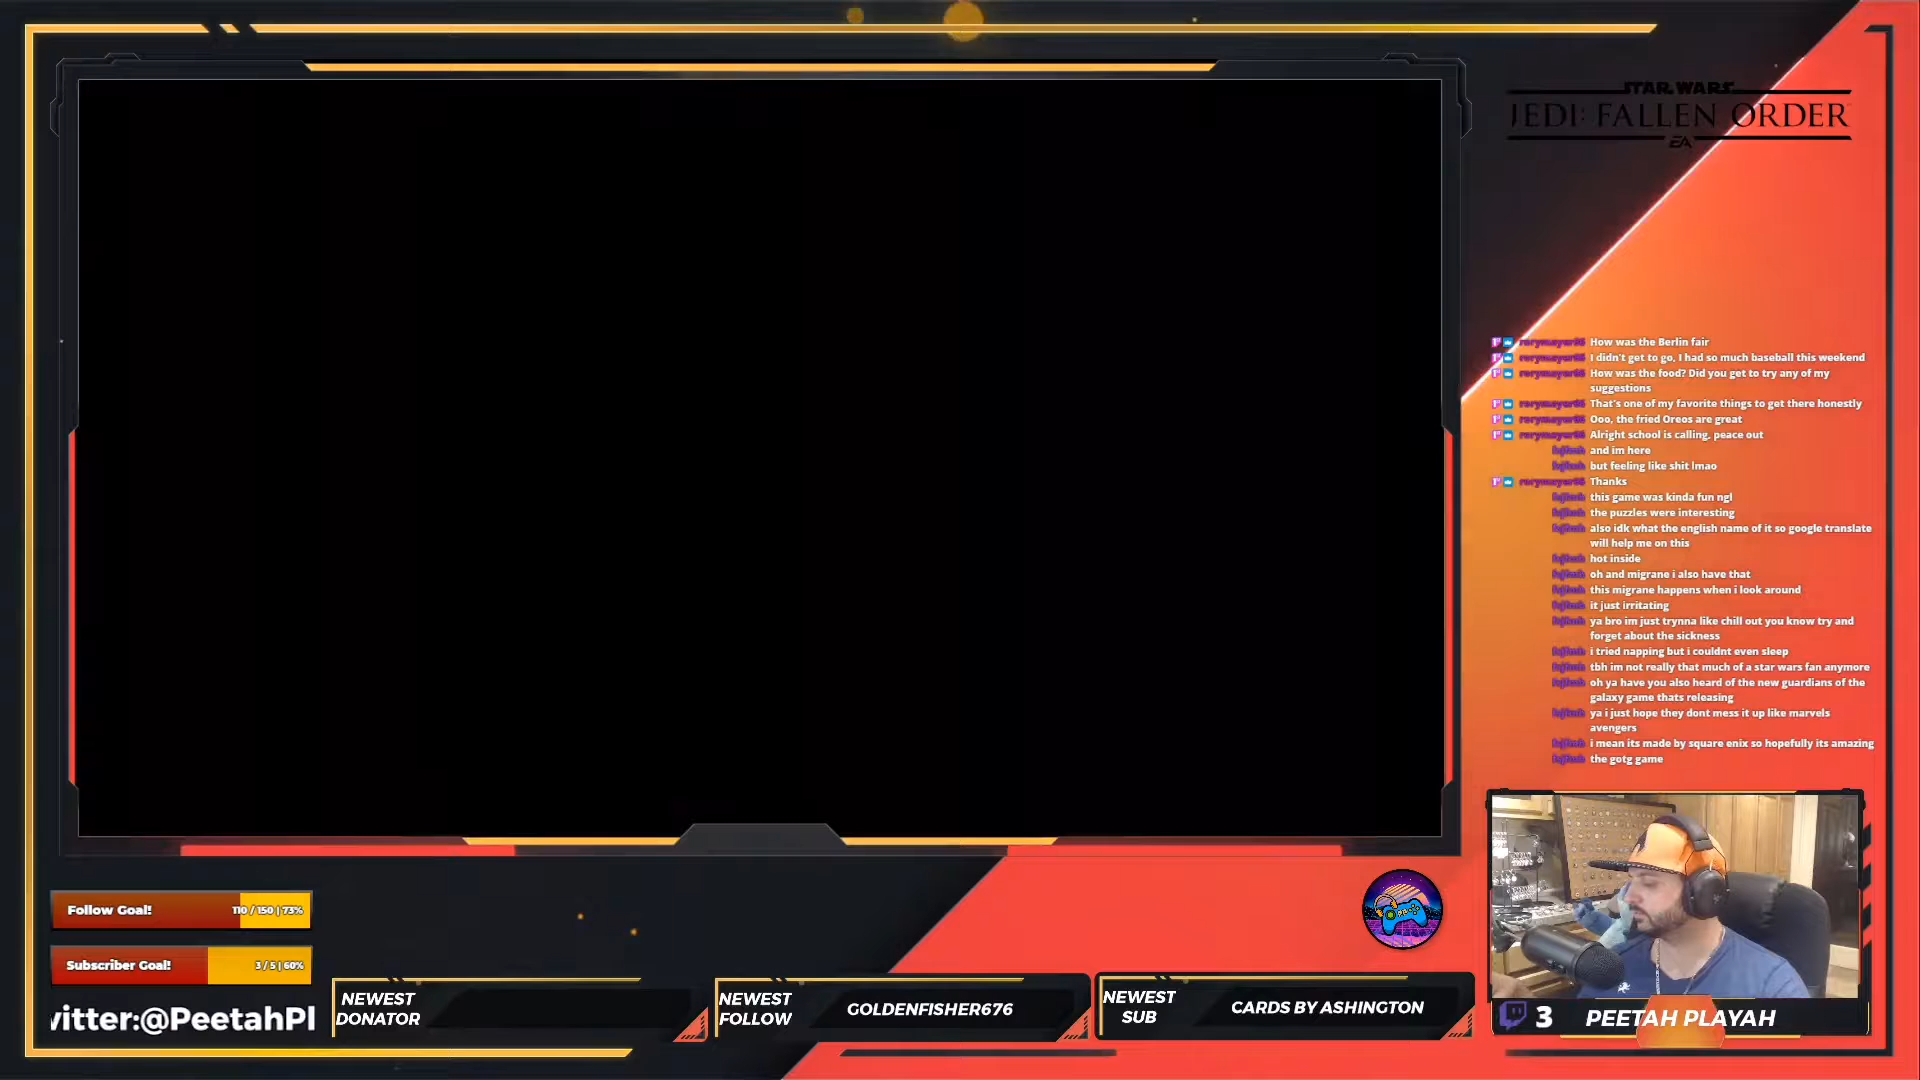 STAR WARS
JEDI: FALLEN ORDER
EA
How was the Berlin fair
I didn't get to go, I had so much baseball this weekend
How was the food? Did you get to try any of my
suggestions
That's one of my favorite things to get there honestly
Ooo, the fried Oreos are great
Alright school is calling, peace out
and im here
but feeling like shit lmao
Thanks
this game was kinda fun ngl
the puzzles were interesting
also idk what the english name of it so google translate
will help me on this
hot inside
oh and migrane i also have that
this migrane happens when i look around
it just irritating
ya bro im just trynna like chill out you know try and
forget about the sickness
i tried napping but i couldnt even sleep
tbh im not really that much of a star wars fan anymore
oh ya have you also heard of the new guardians of the
galaxy game thats releasing
ya i just hope they dont mess it up like marvels
avengers
i mean its made by square enix so hopefully its amazing
the gotg game
Follow Goal!
110 / 150 | 73%
Subscriber Goal!
3 / 5 | 60%
witter:@PeetahPl
NEWEST
DONATOR
NEWEST
FOLLOW
GOLDENFISHER676
NEWEST
SUB
CARDS BY ASHINGTON
3
PEETAH PLAYAH